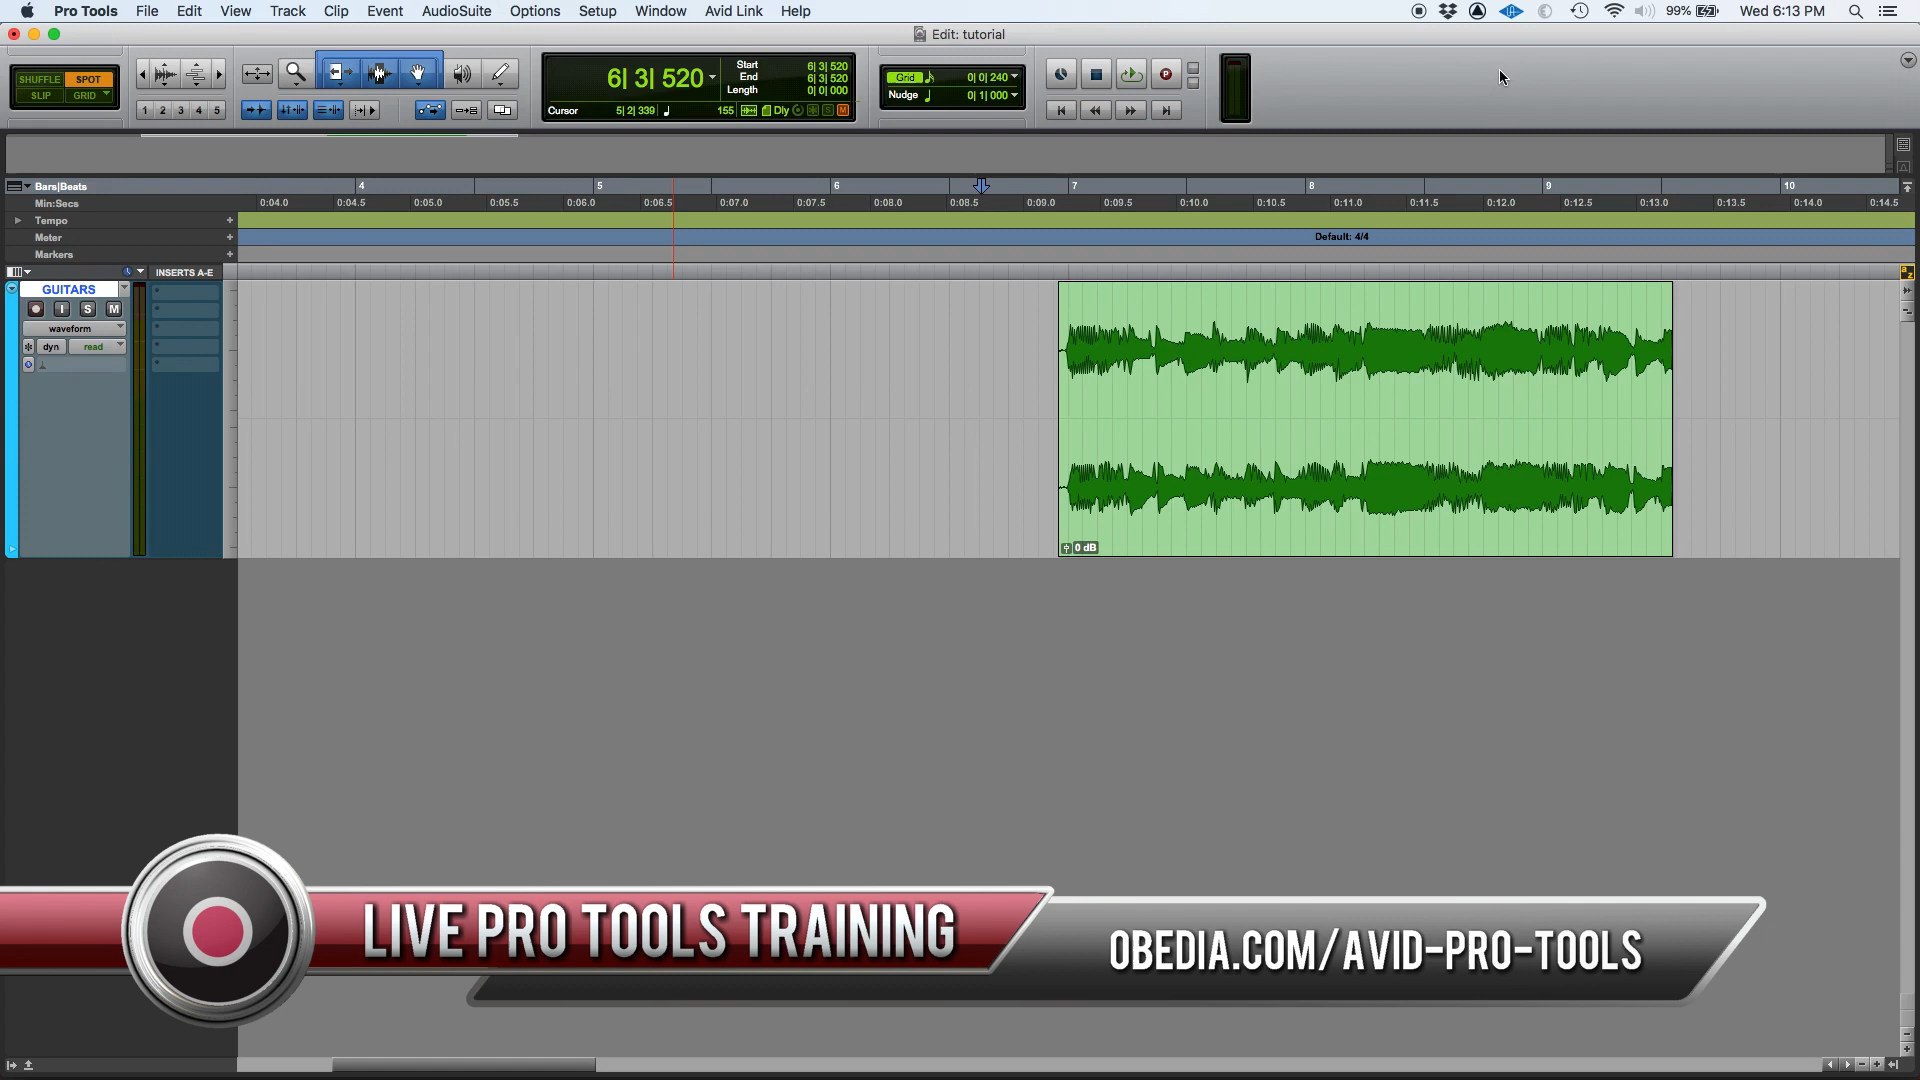 Pro Tools File Edit View Track Clip Event AudioSuite Options Setup Window Avid Link Help 99% Wed 6:13 PM
Edit: tutorial
SHUFFLE SPOT
SLIP GRID
1 2 3 4 5
6| 3| 520
Start 6| 3| 520
End 6| 3| 520
Length 0| 0| 000
Cursor 5| 2| 339 155 Dly S M
Grid 0| 0| 240
Nudge 0| 1| 000
P
Bars|Beats 4 5 6 7 8 9 10
Min:Secs 0:04.0 0:04.5 0:05.0 0:05.5 0:06.0 0:06.5 0:07.0 0:07.5 0:08.0 0:08.5 0:09.0 0:09.5 0:10.0 0:10.5 0:11.0 0:11.5 0:12.0 0:12.5 0:13.0 0:13.5 0:14.0 0:14.5
Tempo
Meter Default: 4/4
Markers
INSERTS A-E
a z
GUITARS
I S M
waveform
dyn read
0 dB
LIVE PRO TOOLS TRAINING
OBEDIA.COM/AVID-PRO-TOOLS